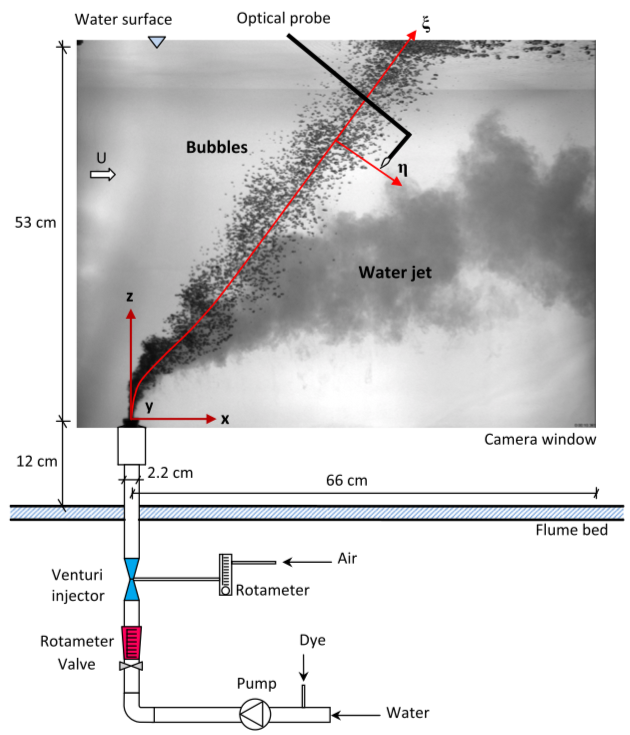 Water surface
Optical probe
ξ
Bubbles
U
η
53 cm
Water jet
z
y
x
Camera window
12 cm
2.2 cm
66 cm
Flume bed
Air
Venturi
injector
Rotameter
Rotameter
Valve
Dye
Pump
Water